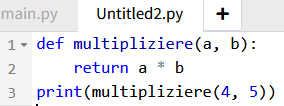 main.py Untitled2.py +
1 def multipliziere(a, b):
2     return a * b
3 print(multipliziere(4, 5))